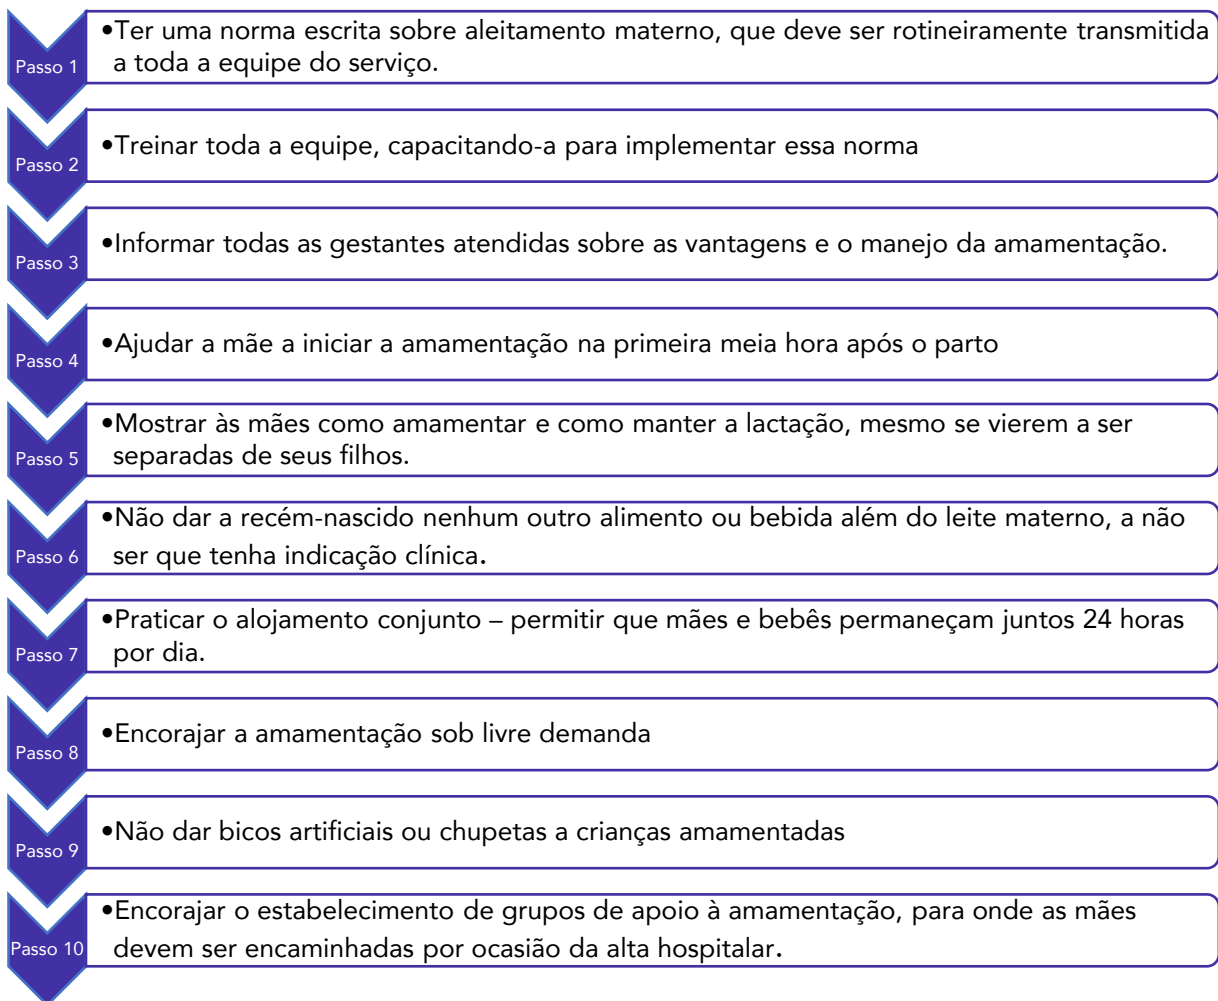 Passo 1
•Ter uma norma escrita sobre aleitamento materno, que deve ser rotineiramente transmitida
a toda a equipe do serviço.
Passo 2
•Treinar toda a equipe, capacitando-a para implementar essa norma
Passo 3
•Informar todas as gestantes atendidas sobre as vantagens e o manejo da amamentação.
Passo 4
•Ajudar a mãe a iniciar a amamentação na primeira meia hora após o parto
Passo 5
•Mostrar às mães como amamentar e como manter a lactação, mesmo se vierem a ser
separadas de seus filhos.
Passo 6
•Não dar a recém-nascido nenhum outro alimento ou bebida além do leite materno, a não
ser que tenha indicação clínica.
Passo 7
•Praticar o alojamento conjunto – permitir que mães e bebês permaneçam juntos 24 horas
por dia.
Passo 8
•Encorajar a amamentação sob livre demanda
Passo 9
•Não dar bicos artificiais ou chupetas a crianças amamentadas
Passo 10
•Encorajar o estabelecimento de grupos de apoio à amamentação, para onde as mães
devem ser encaminhadas por ocasião da alta hospitalar.